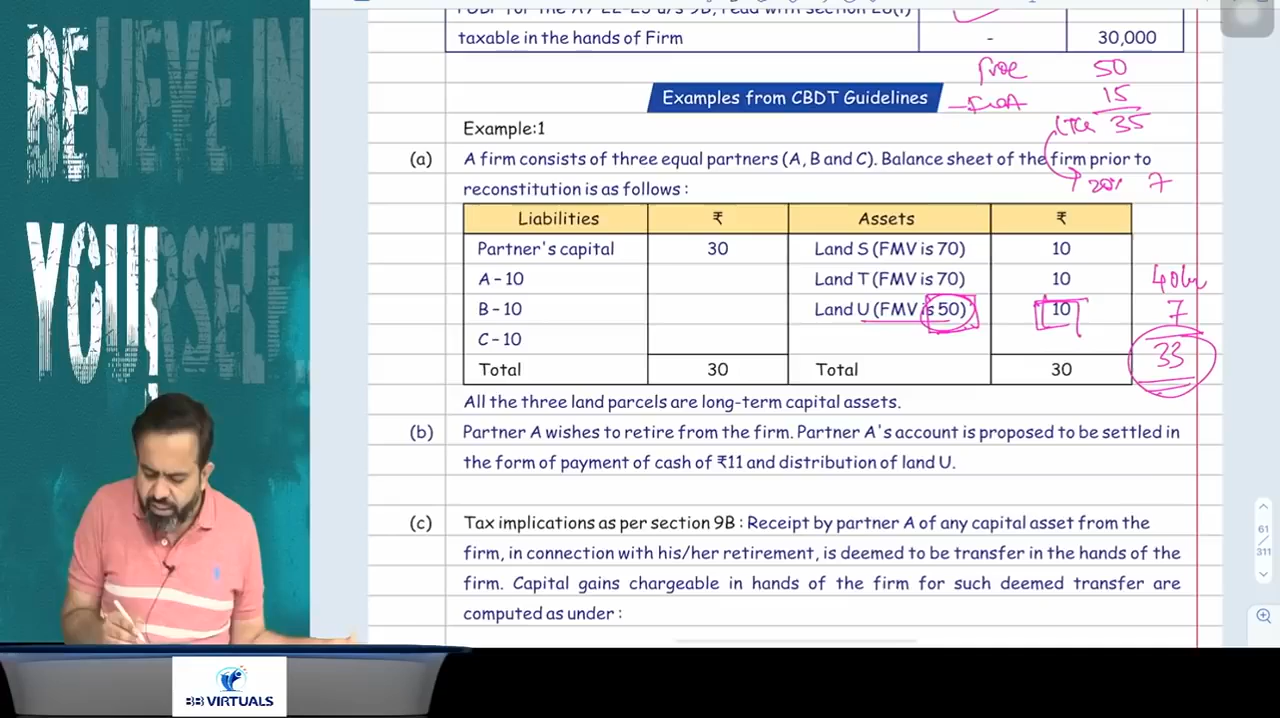 BELIEVE IN
YOURSELF
taxable in the hands of Firm - 30,000
50
Examples from CBDT Guidelines
15
35
Example:1
(a) A firm consists of three equal partners (A, B and C). Balance sheet of the firm prior to
20% 7
reconstitution is as follows :
Liabilities ₹ Assets ₹
Partner's capital 30 Land S (FMV is 70) 10
A - 10 Land T (FMV is 70) 10
B - 10 Land U (FMV is 50) 10
C - 10
Total 30 Total 30
7
33
All the three land parcels are long-term capital assets.
(b) Partner A wishes to retire from the firm. Partner A's account is proposed to be settled in
the form of payment of cash of ₹11 and distribution of land U.
(c) Tax implications as per section 9B : Receipt by partner A of any capital asset from the
firm, in connection with his/her retirement, is deemed to be transfer in the hands of the
firm. Capital gains chargeable in hands of the firm for such deemed transfer are
computed as under :
61
311
BB VIRTUALS